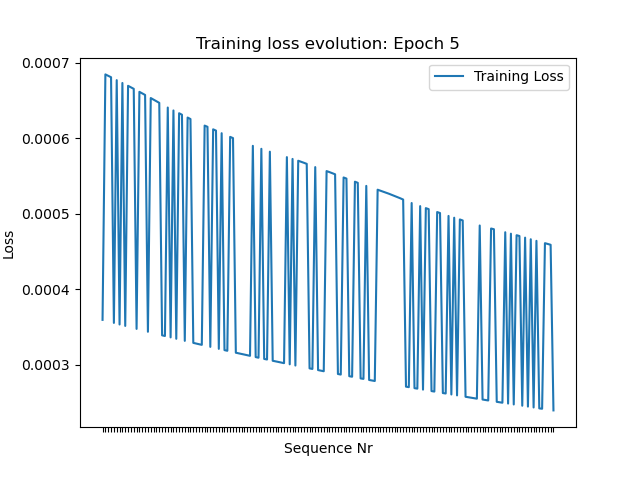 Training loss evolution: Epoch 5
Training Loss
0.0007
0.0006
0.0005
0.0004
0.0003
Loss
Sequence Nr